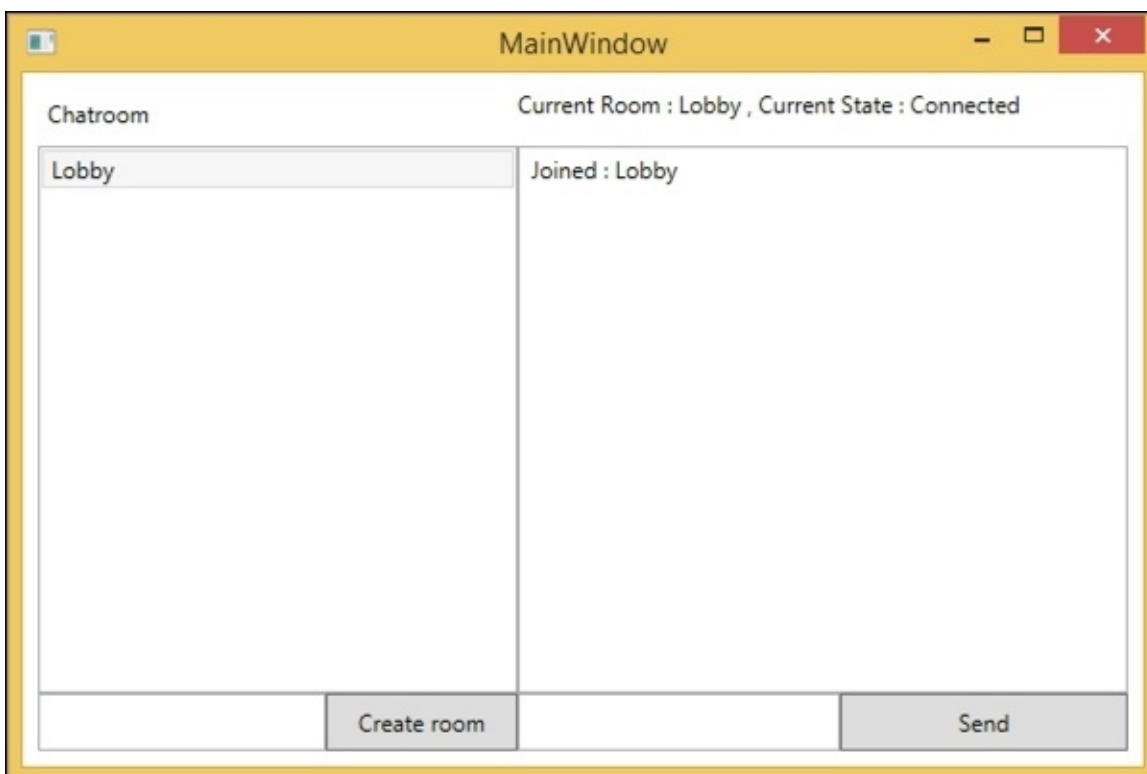 MainWindow
Chatroom
Current Room : Lobby , Current State : Connected
Lobby
Joined : Lobby
Create room
Send